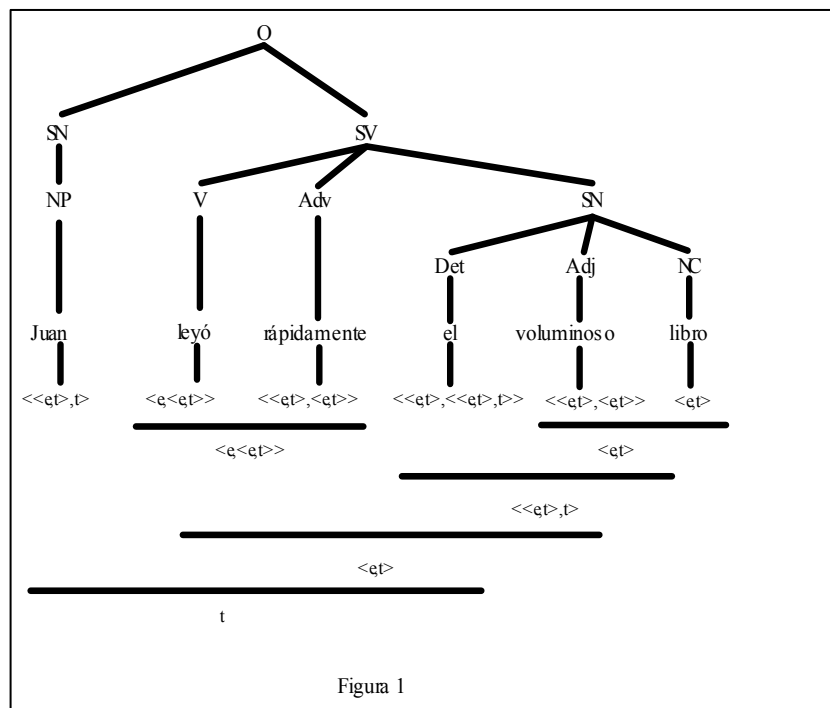 O
SN SV
NP V Adv SN
Det Adj NC
Juan leyó rápidamente el voluminoso libro
<<e,t>,t> <e,<e,t>> <<e,t>,<e,t>> <<e,t>,<<e,t>,t>> <<e,t>,<e,t>> <e,t>
<e,<e,t>> <e,t>
<<e,t>,t>
<e,t>
t
Figura 1